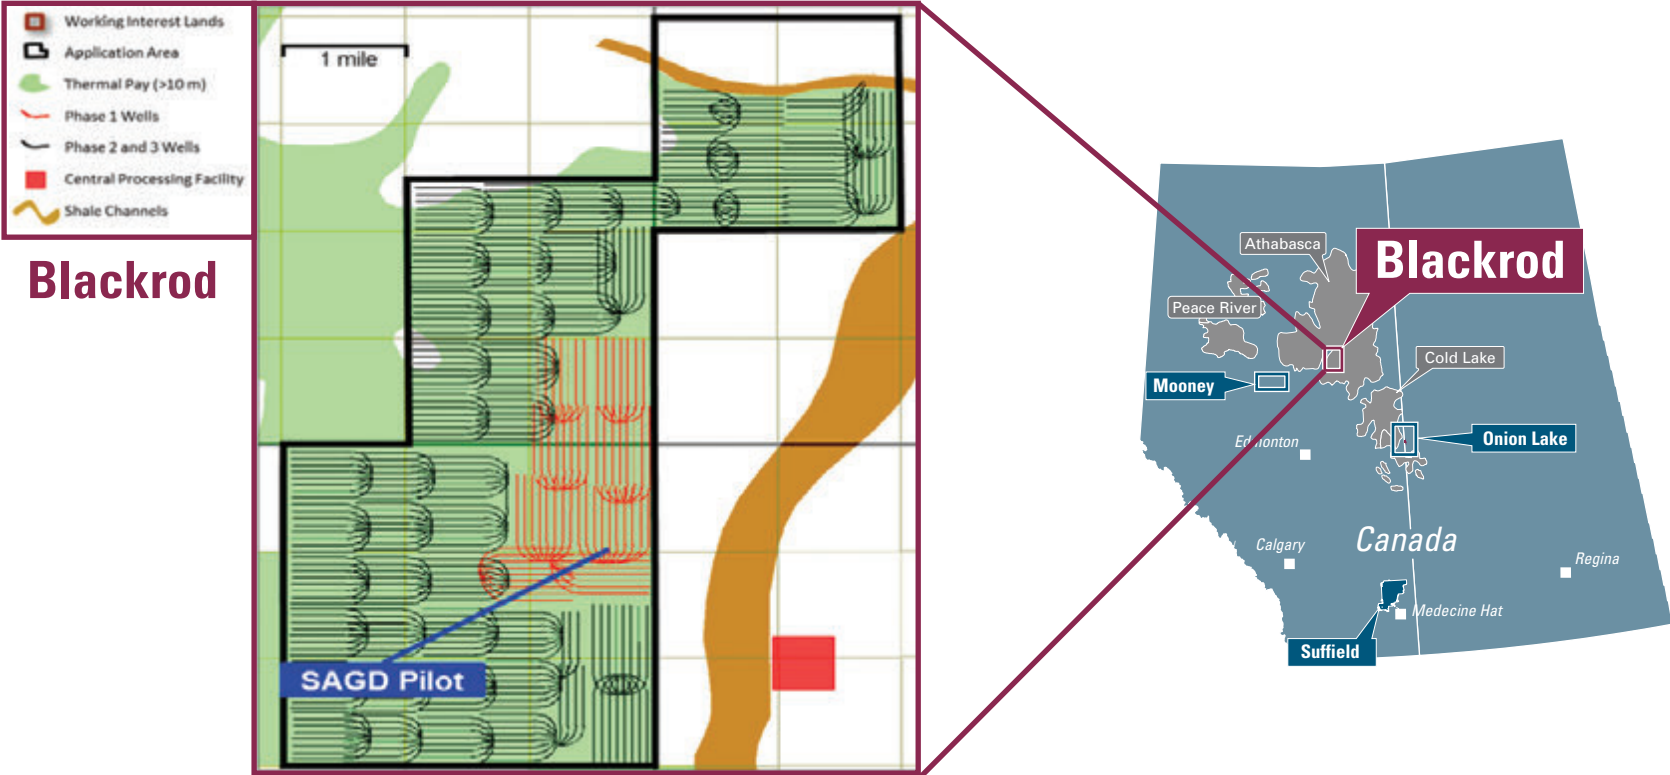 Working Interest Lands
Application Area
Thermal Pay (>10 m)
Phase 1 Wells
Phase 2 and 3 Wells
Central Processing Facility
Shale Channels
Blackrod
1 mile
SAGD Pilot
Athabasca
Blackrod
Peace River
Cold Lake
Mooney
Onion Lake
Edmonton
Canada
Calgary
Regina
Medecine Hat
Suffield